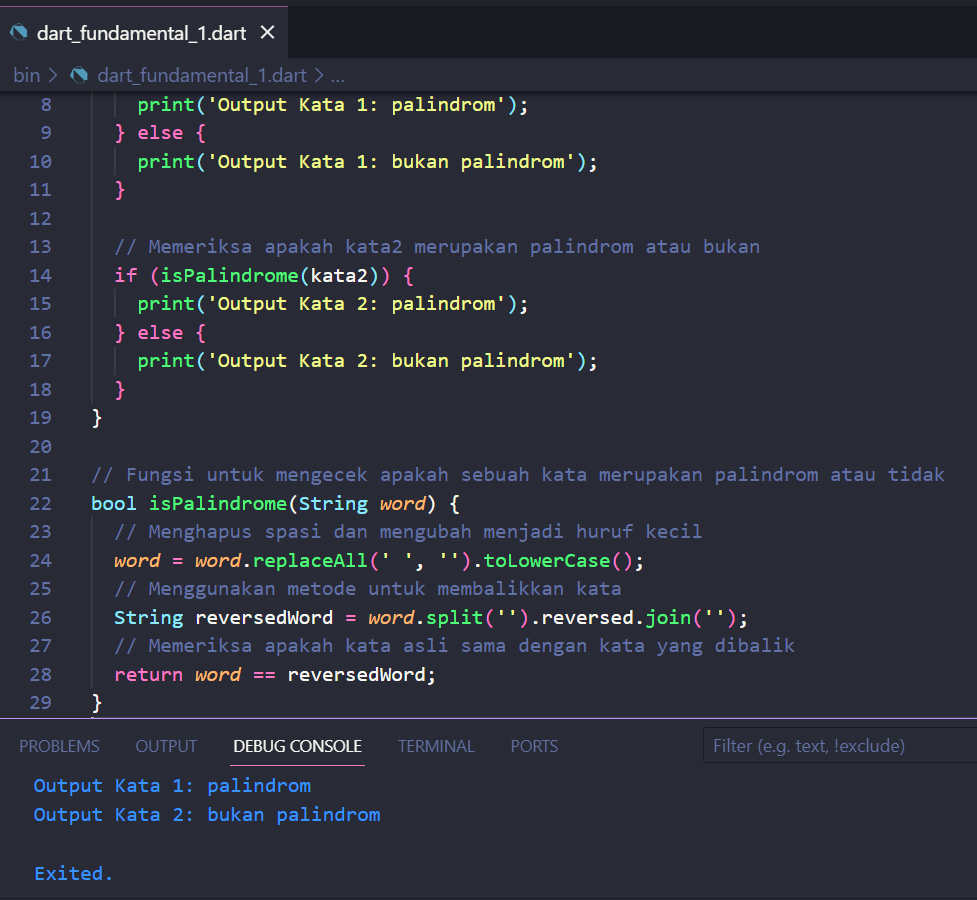 dart_fundamental_1.dart ×
bin > dart_fundamental_1.dart > ...
8 print('Output Kata 1: palindrom');
9 } else {
10 print('Output Kata 1: bukan palindrom');
11 }
12
13 // Memeriksa apakah kata2 merupakan palindrom atau bukan
14 if (isPalindrome(kata2)) {
15 print('Output Kata 2: palindrom');
16 } else {
17 print('Output Kata 2: bukan palindrom');
18 }
19 }
20
21 // Fungsi untuk mengecek apakah sebuah kata merupakan palindrom atau tidak
22 bool isPalindrome(String word) {
23 // Menghapus spasi dan mengubah menjadi huruf kecil
24 word = word.replaceAll(' ', '').toLowerCase();
25 // Menggunakan metode untuk membalikkan kata
26 String reversedWord = word.split('').reversed.join('');
27 // Memeriksa apakah kata asli sama dengan kata yang dibalik
28 return word == reversedWord;
29 }
PROBLEMS OUTPUT DEBUG CONSOLE TERMINAL PORTS Filter (e.g. text, !exclude)
Output Kata 1: palindrom
Output Kata 2: bukan palindrom
Exited.